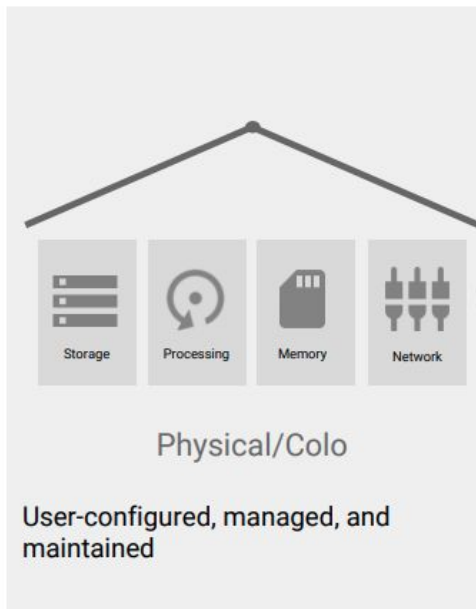 Storage
Processing
Memory
Network
Physical/Colo
User-configured, managed, and
maintained